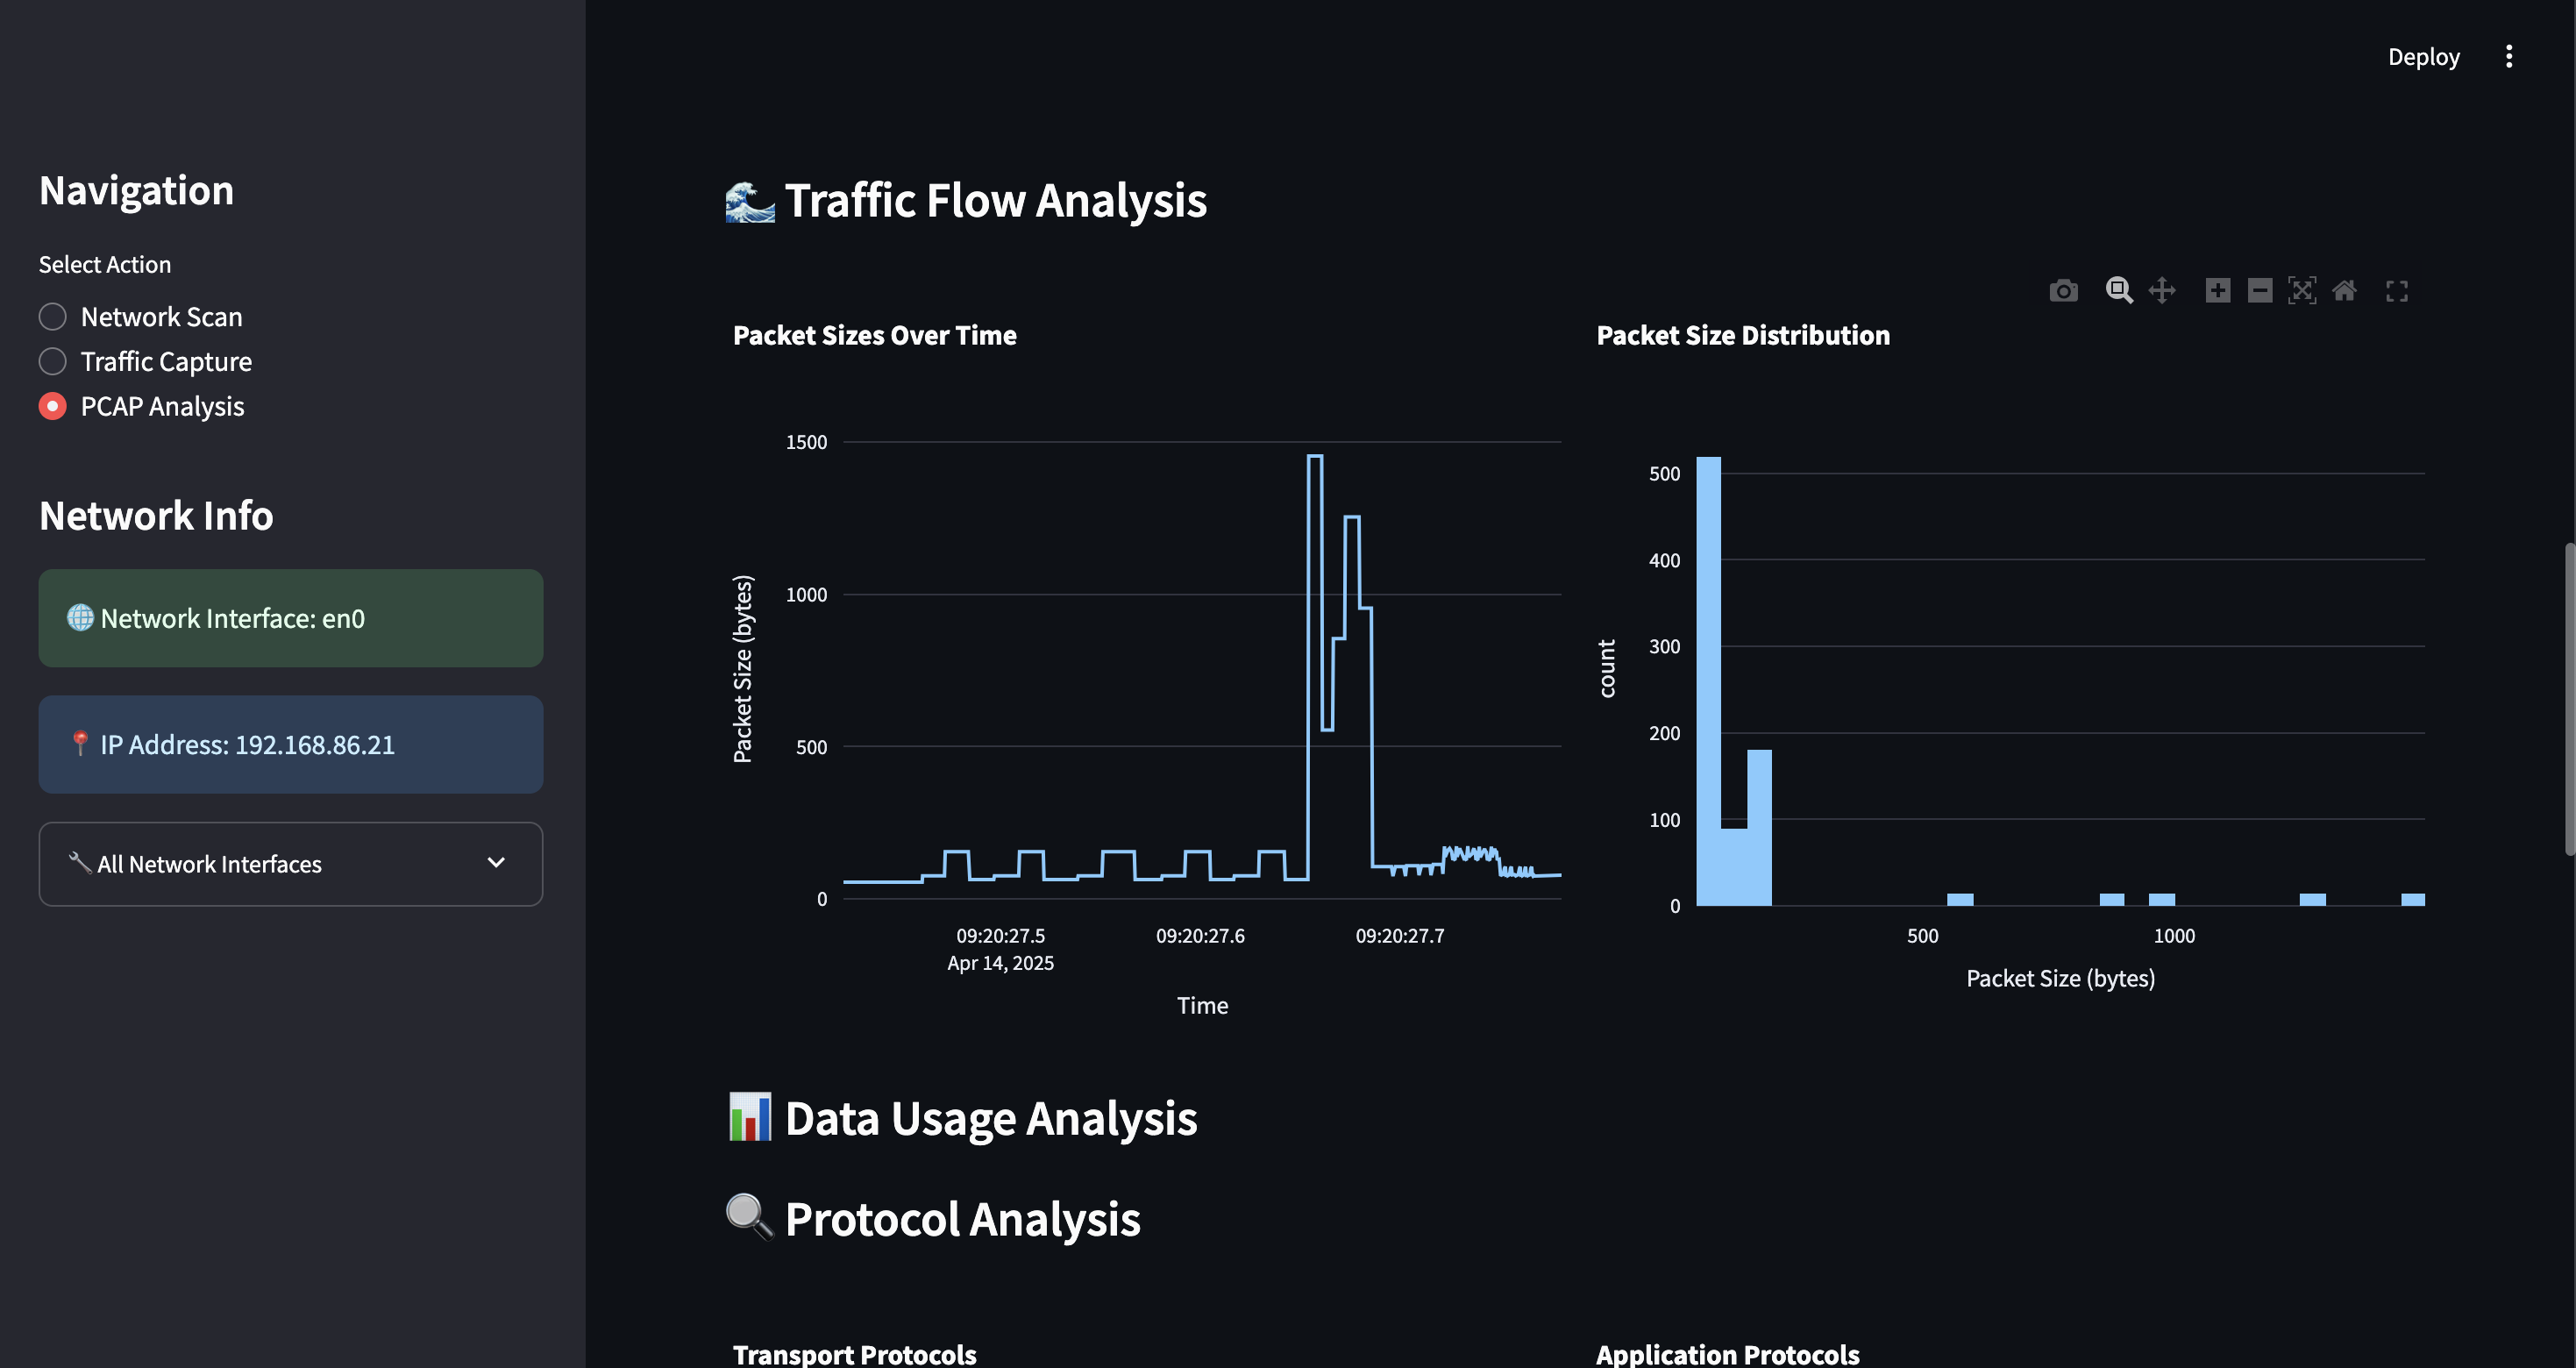 Deploy
Navigation
Select Action
Network Scan
Traffic Capture
PCAP Analysis
Network Info
Network Interface: en0
IP Address: 192.168.86.21
All Network Interfaces
Traffic Flow Analysis
Packet Sizes Over Time
1500
1000
500
0
Packet Size (bytes)
09:20:27.5
Apr 14, 2025
09:20:27.6
09:20:27.7
Time
Packet Size Distribution
500
400
300
200
100
0
count
500
1000
Packet Size (bytes)
Data Usage Analysis
Protocol Analysis
Transport Protocols
Application Protocols